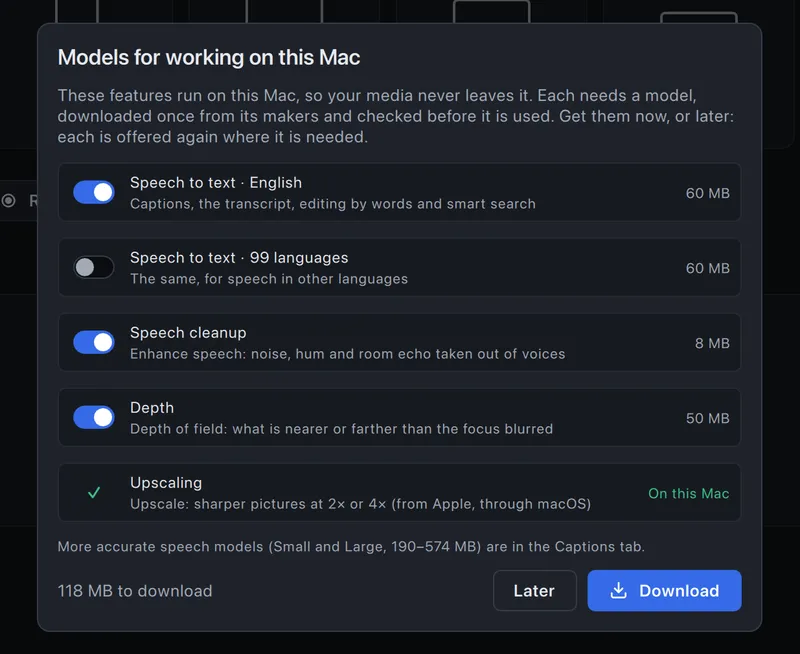 Models for working on this Mac
These features run on this Mac, so your media never leaves it. Each needs a model,
downloaded once from its makers and checked before it is used. Get them now, or later:
each is offered again where it is needed.
Speech to text · English
Captions, the transcript, editing by words and smart search
60 MB
Speech to text · 99 languages
The same, for speech in other languages
60 MB
Speech cleanup
Enhance speech: noise, hum and room echo taken out of voices
8 MB
Depth
Depth of field: what is nearer or farther than the focus blurred
50 MB
Upscaling
Upscale: sharper pictures at 2× or 4× (from Apple, through macOS)
On this Mac
More accurate speech models (Small and Large, 190–574 MB) are in the Captions tab.
118 MB to download
Later
Download